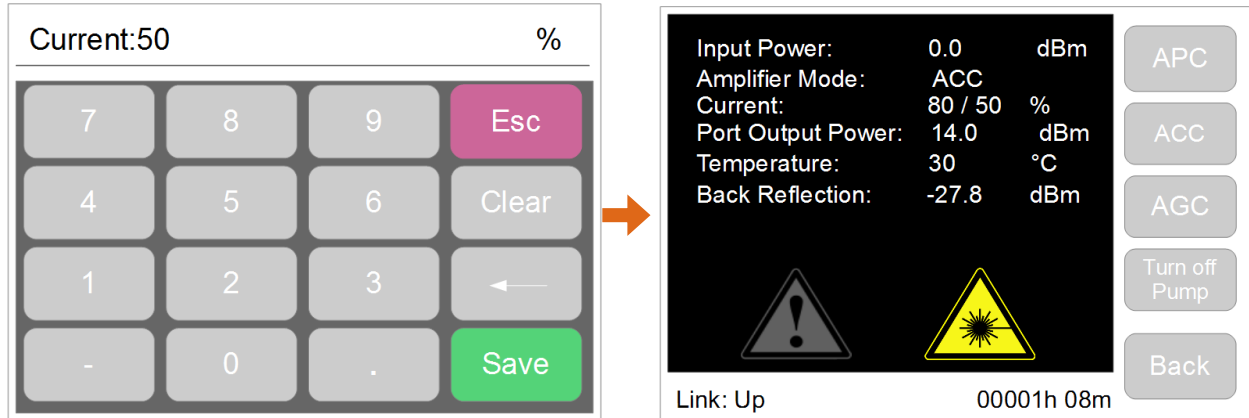 Current:50 %
7 8 9 Esc
4 5 6 Clear
1 2 3
- 0 . Save
Input Power: 0.0 dBm
Amplifier Mode: ACC
Current: 80 / 50 %
Port Output Power: 14.0 dBm
Temperature: 30 °C
Back Reflection: -27.8 dBm
APC
ACC
AGC
Turn off
Pump
Back
Link: Up 00001h 08m